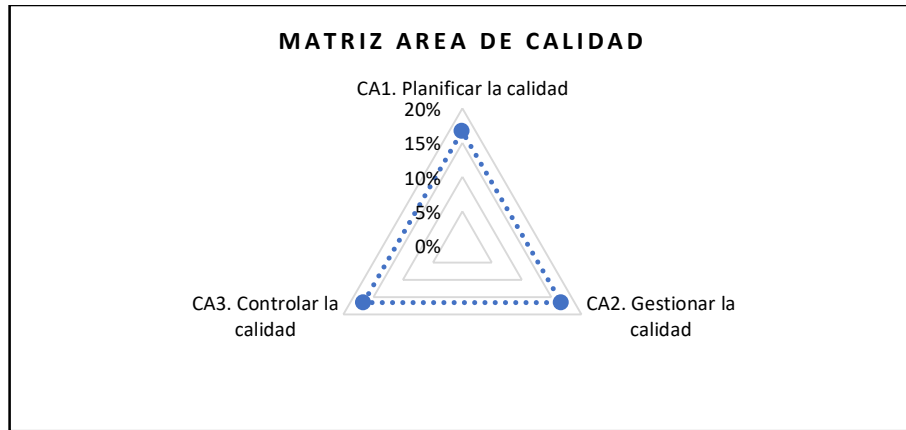 MATRIZ AREA DE CALIDAD
CA1. Planificar la calidad
20%
15%
10%
5%
0%
CA3. Controlar la
calidad
CA2. Gestionar la
calidad